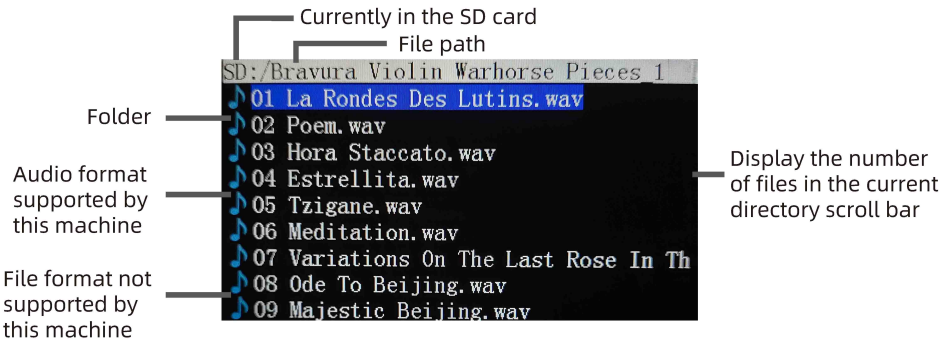 Currently in the SD card
File path
SD:/Bravura Violin Warhorse Pieces_1
01 La Rondes Des Lutins.wav
02 Poem.wav
03 Hora Staccato.wav
04 Estrellita.wav
05 Tzigane.wav
06 Meditation.wav
07 Variations On The Last Rose In Th
08 Ode To Beijing.wav
09 Majestic Beijing.wav
Folder
Audio format
supported by
this machine
File format not
supported by
this machine
Display the number
of files in the current
directory scroll bar